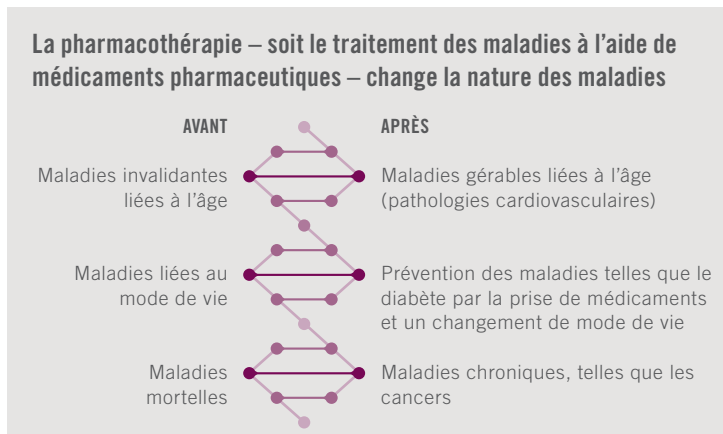 La pharmacothérapie – soit le traitement des maladies à l’aide de
médicaments pharmaceutiques – change la nature des maladies
AVANT
APRÈS
Maladies invalidantes
liées à l’âge
Maladies gérables liées à l’âge
(pathologies cardiovasculaires)
Maladies liées au
mode de vie
Prévention des maladies telles que le
diabète par la prise de médicaments
et un changement de mode de vie
Maladies
mortelles
Maladies chroniques, telles que les
cancers